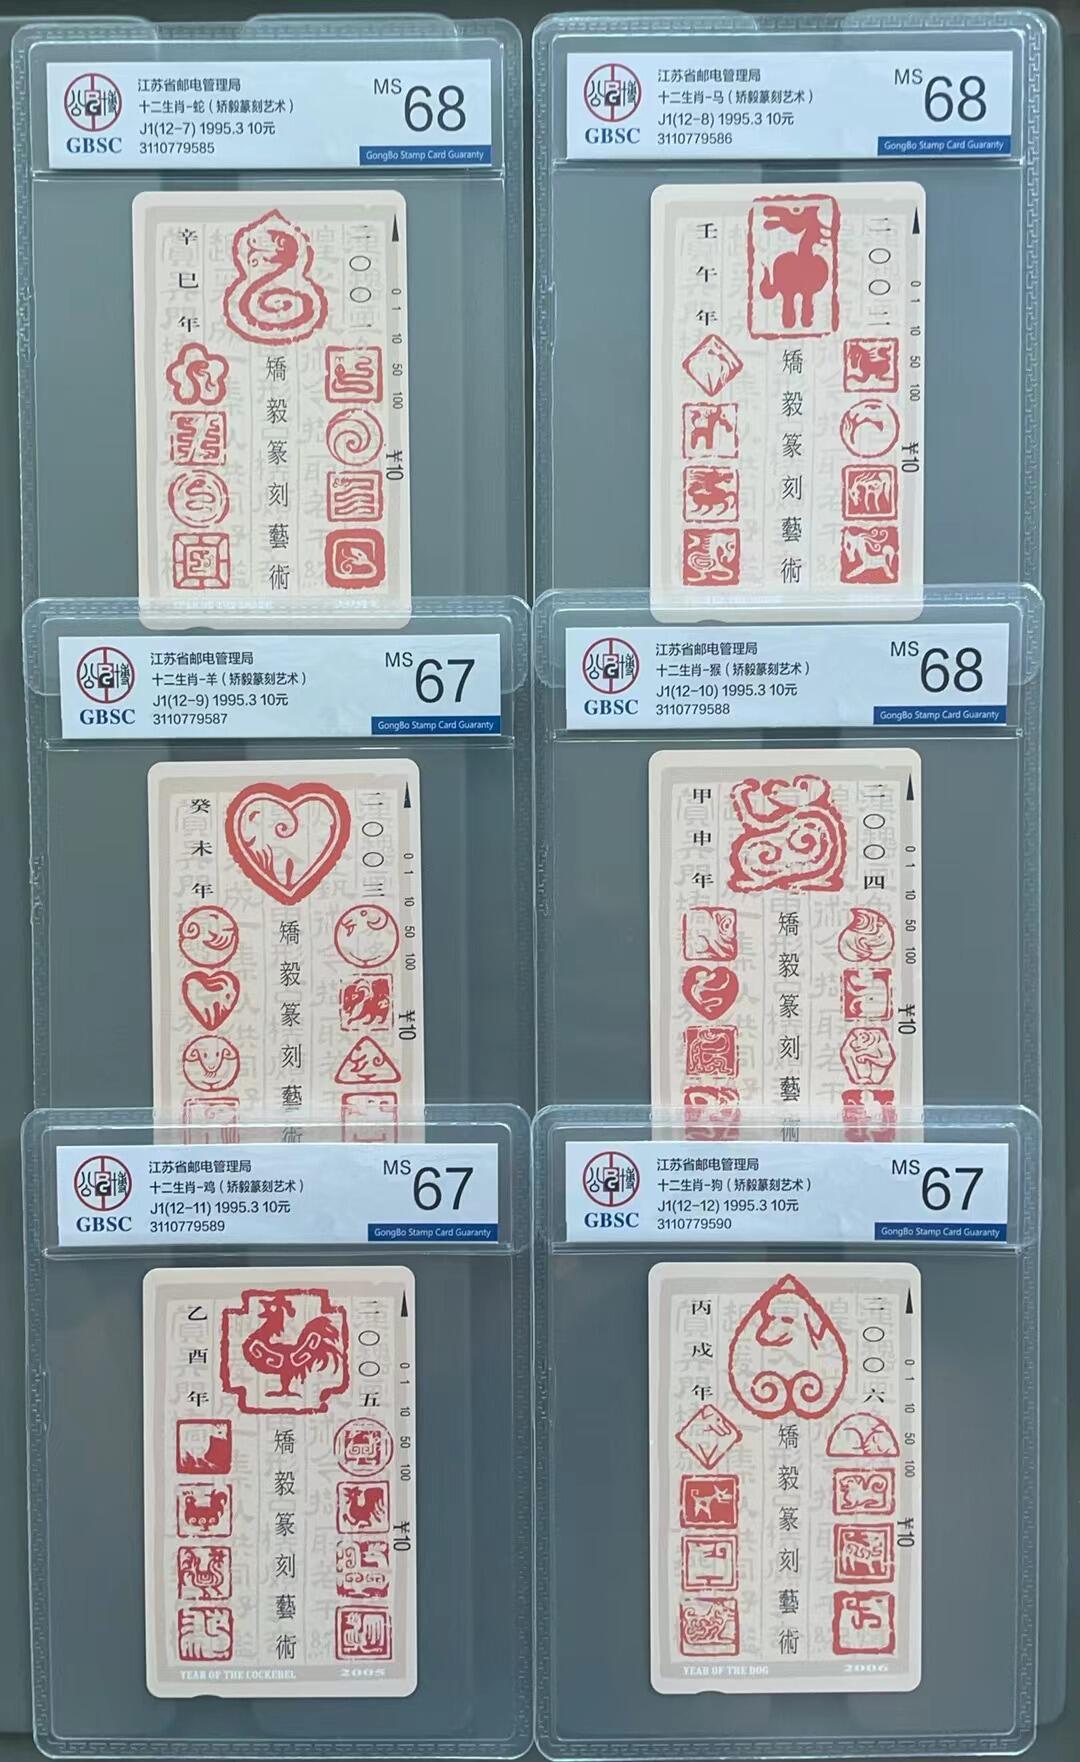 江苏省邮电管理局
十二生肖-蛇（矫毅篆刻艺术）
J1(12-7) 1995.3 10元
3110779585
GBSC
MS 68
GongBo Stamp Card Guaranty
辛巳年
二〇〇一
矯毅篆刻藝術
0 1 10 50 100
¥10
江苏省邮电管理局
十二生肖-马（矫毅篆刻艺术）
J1(12-8) 1995.3 10元
3110779586
GBSC
MS 68
GongBo Stamp Card Guaranty
壬午年
二〇〇二
矯毅篆刻藝術
0 1 10 50 100
¥10
江苏省邮电管理局
十二生肖-羊（矫毅篆刻艺术）
J1(12-9) 1995.3 10元
3110779587
GBSC
MS 67
GongBo Stamp Card Guaranty
癸未年
二〇〇三
矯毅篆刻藝術
0 1 10 50 100
¥10
江苏省邮电管理局
十二生肖-猴（矫毅篆刻艺术）
J1(12-10) 1995.3 10元
3110779588
GBSC
MS 68
GongBo Stamp Card Guaranty
甲申年
二〇〇四
矯毅篆刻藝術
0 1 10 50 100
¥10
江苏省邮电管理局
十二生肖-鸡（矫毅篆刻艺术）
J1(12-11) 1995.3 10元
3110779589
GBSC
MS 67
GongBo Stamp Card Guaranty
乙酉年
二〇〇五
矯毅篆刻藝術
0 1 10 50 100
¥10
YEAR OF THE COCKEREL 2005
江苏省邮电管理局
十二生肖-狗（矫毅篆刻艺术）
J1(12-12) 1995.3 10元
3110779590
GBSC
MS 67
GongBo Stamp Card Guaranty
丙戌年
二〇〇六
矯毅篆刻藝術
0 1 10 50 100
¥10
YEAR OF THE DOG 2006